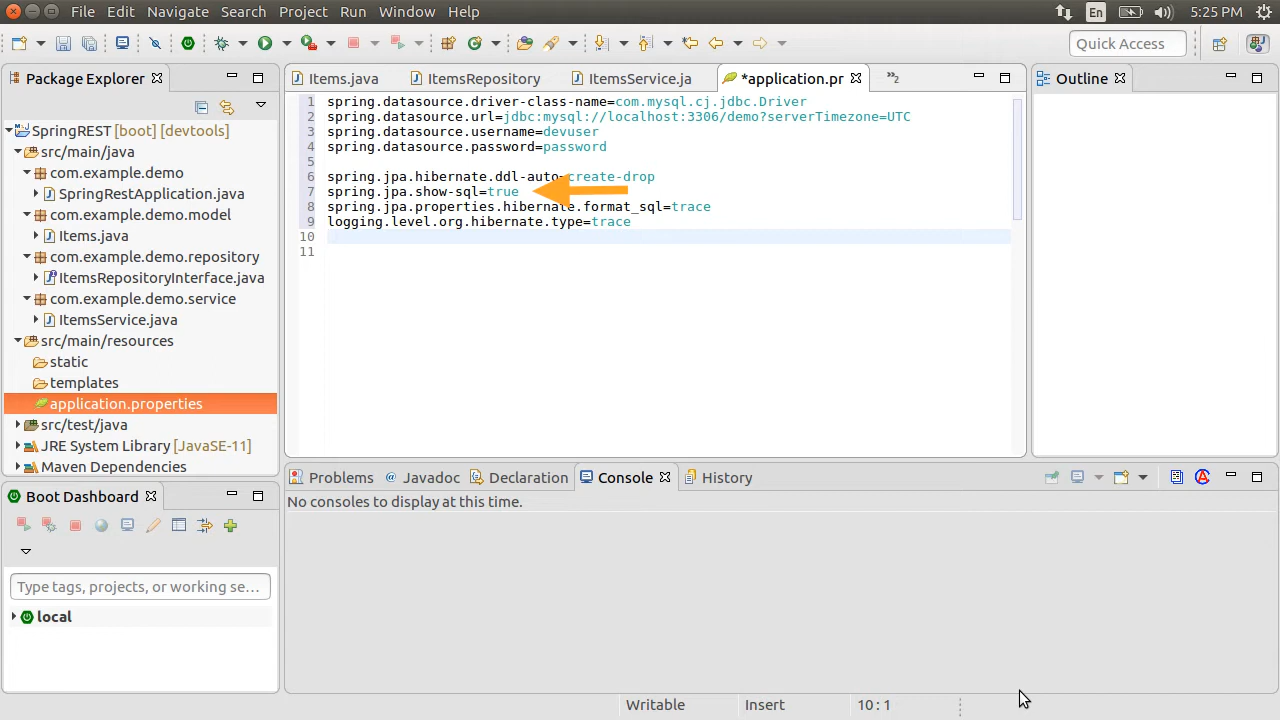 File Edit Navigate Search Project Run Window Help
En
5:25 PM
Quick Access
Package Explorer
SpringREST [boot] [devtools]
src/main/java
com.example.demo
SpringRestApplication.java
com.example.demo.model
Items.java
com.example.demo.repository
ItemsRepositoryInterface.java
com.example.demo.service
ItemsService.java
src/main/resources
static
templates
application.properties
src/test/java
JRE System Library [JavaSE-11]
Maven Dependencies
Boot Dashboard
Type tags, projects, or working se...
local
Items.java ItemsRepository ItemsService.ja *application.pr »2
1 spring.datasource.driver-class-name=com.mysql.cj.jdbc.Driver
2 spring.datasource.url=jdbc:mysql://localhost:3306/demo?serverTimezone=UTC
3 spring.datasource.username=devuser
4 spring.datasource.password=password
5
6 spring.jpa.hibernate.ddl-auto=create-drop
7 spring.jpa.show-sql=true
8 spring.jpa.properties.hibernate.format_sql=trace
9 logging.level.org.hibernate.type=trace
10
11
Outline
Problems @ Javadoc Declaration Console History
No consoles to display at this time.
Writable Insert 10 : 1